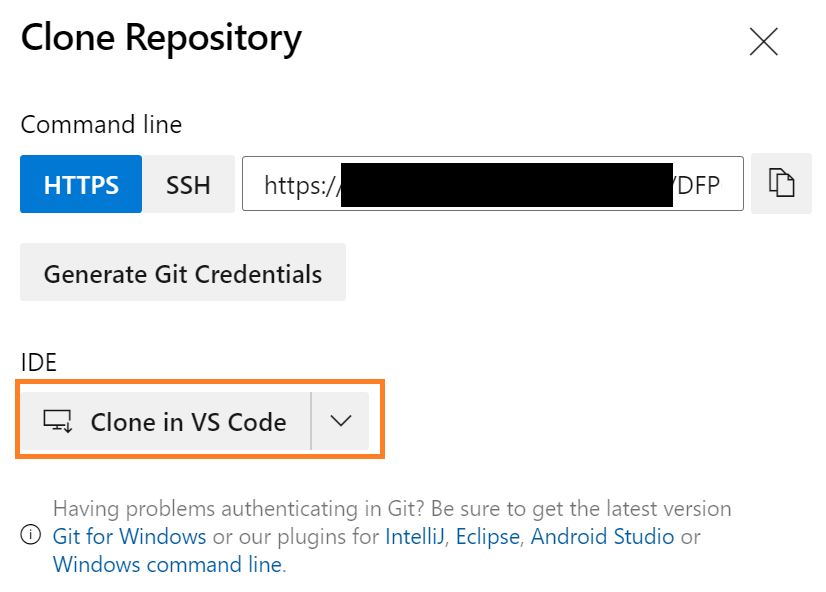 Clone Repository
Command line
HTTPS SSH https:// /DFP
Generate Git Credentials
IDE
Clone in VS Code
Having problems authenticating in Git? Be sure to get the latest version
Git for Windows or our plugins for IntelliJ, Eclipse, Android Studio or
Windows command line.